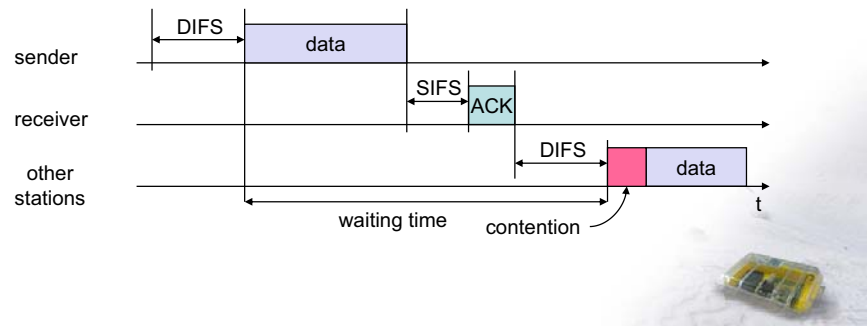 DIFS
data
sender
SIFS
ACK
receiver
DIFS
data
other
stations
t
waiting time
contention